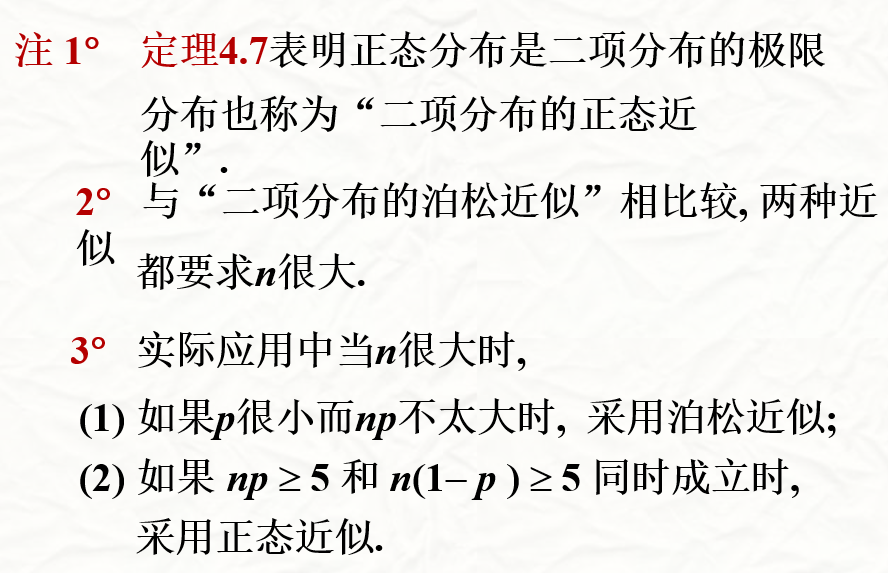 注 1° 定理4.7表明正态分布是二项分布的极限
分布也称为“二项分布的正态近
似”.
2° 与“二项分布的泊松近似”相比较, 两种近
似
都要求n很大.
3° 实际应用中当n很大时,
(1) 如果p很小而np不太大时, 采用泊松近似;
(2) 如果 np ≥ 5 和 n(1– p ) ≥ 5 同时成立时,
采用正态近似.